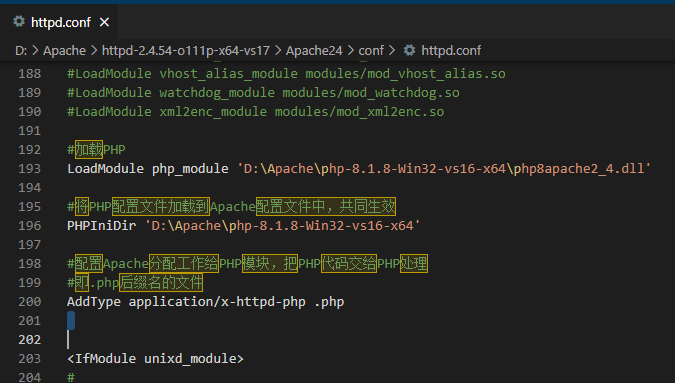 httpd.conf ×
D: > Apache > httpd-2.4.54-o111p-x64-vs17 > Apache24 > conf > httpd.conf
188 #LoadModule vhost_alias_module modules/mod_vhost_alias.so
189 #LoadModule watchdog_module modules/mod_watchdog.so
190 #LoadModule xml2enc_module modules/mod_xml2enc.so
191
192 #加载PHP
193 LoadModule php_module 'D:\Apache\php-8.1.8-Win32-vs16-x64\php8apache2_4.dll'
194
195 #将PHP配置文件加载到Apache配置文件中，共同生效
196 PHPIniDir 'D:\Apache\php-8.1.8-Win32-vs16-x64'
197
198 #配置Apache分配工作给PHP模块，把PHP代码交给PHP处理
199 #即.php后缀名的文件
200 AddType application/x-httpd-php .php
201
202
203 <IfModule unixd_module>
204 #